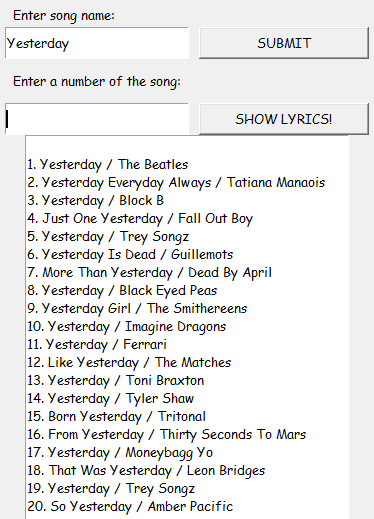 Enter song name:
Yesterday SUBMIT
Enter a number of the song:
SHOW LYRICS!
1. Yesterday / The Beatles
2. Yesterday Everyday Always / Tatiana Manaois
3. Yesterday / Block B
4. Just One Yesterday / Fall Out Boy
5. Yesterday / Trey Songz
6. Yesterday Is Dead / Guillemots
7. More Than Yesterday / Dead By April
8. Yesterday / Black Eyed Peas
9. Yesterday Girl / The Smithereens
10. Yesterday / Imagine Dragons
11. Yesterday / Ferrari
12. Like Yesterday / The Matches
13. Yesterday / Toni Braxton
14. Yesterday / Tyler Shaw
15. Born Yesterday / Tritonal
16. From Yesterday / Thirty Seconds To Mars
17. Yesterday / Moneybagg Yo
18. That Was Yesterday / Leon Bridges
19. Yesterday / Trey Songz
20. So Yesterday / Amber Pacific